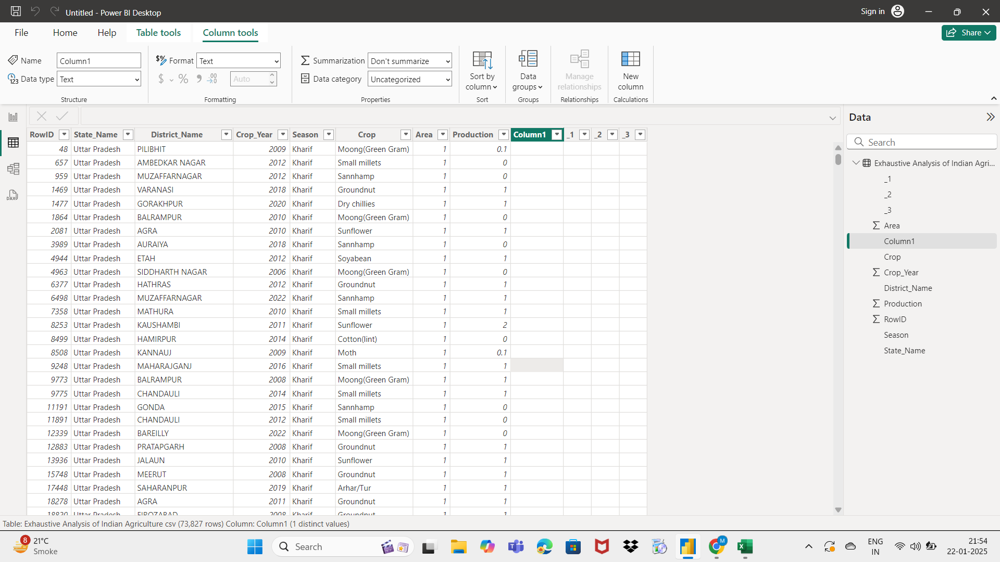 Untitled - Power BI Desktop
Sign in
File Home Help Table tools Column tools
Share
Name Column1
Data type Text
Structure
$% Format Text
$ % 9 .00 Auto
Formatting
Summarization Don't summarize
Data category Uncategorized
Properties
Sort by
column
Sort
Data
groups
Groups
Manage
relationships
Relationships
New
column
Calculations
RowID State_Name District_Name Crop_Year Season Crop Area Production Column1 _1 _2 _3
48 Uttar Pradesh PILIBHIT 2009 Kharif Moong(Green Gram) 1 0.1
657 Uttar Pradesh AMBEDKAR NAGAR 2012 Kharif Small millets 1 0
959 Uttar Pradesh MUZAFFARNAGAR 2012 Kharif Sannhamp 1 0
1469 Uttar Pradesh VARANASI 2018 Kharif Groundnut 1 1
1477 Uttar Pradesh GORAKHPUR 2020 Kharif Dry chillies 1 1
1864 Uttar Pradesh BALRAMPUR 2010 Kharif Moong(Green Gram) 1 0
2081 Uttar Pradesh AGRA 2010 Kharif Sunflower 1 1
3989 Uttar Pradesh AURAIYA 2018 Kharif Sannhamp 1 0
4944 Uttar Pradesh ETAH 2012 Kharif Soyabean 1 1
4963 Uttar Pradesh SIDDHARTH NAGAR 2006 Kharif Moong(Green Gram) 1 0
6377 Uttar Pradesh HATHRAS 2012 Kharif Groundnut 1 1
6498 Uttar Pradesh MUZAFFARNAGAR 2022 Kharif Sannhamp 1 1
7358 Uttar Pradesh MATHURA 2010 Kharif Small millets 1 1
8253 Uttar Pradesh KAUSHAMBI 2011 Kharif Sunflower 1 2
8499 Uttar Pradesh HAMIRPUR 2014 Kharif Cotton(lint) 1 0
8508 Uttar Pradesh KANNAUJ 2009 Kharif Moth 1 0.1
9248 Uttar Pradesh MAHARAJGANJ 2016 Kharif Small millets 1 1
9773 Uttar Pradesh BALRAMPUR 2008 Kharif Moong(Green Gram) 1 1
9775 Uttar Pradesh CHANDAULI 2014 Kharif Small millets 1 1
11191 Uttar Pradesh GONDA 2015 Kharif Sannhamp 1 0
11891 Uttar Pradesh CHANDAULI 2012 Kharif Small millets 1 0
12339 Uttar Pradesh BAREILLY 2022 Kharif Moong(Green Gram) 1 0
12883 Uttar Pradesh PRATAPGARH 2008 Kharif Groundnut 1 1
13936 Uttar Pradesh JALAUN 2010 Kharif Sunflower 1 1
15748 Uttar Pradesh MEERUT 2008 Kharif Groundnut 1 1
17448 Uttar Pradesh SAHARANPUR 2019 Kharif Arhar/Tur 1 1
18278 Uttar Pradesh AGRA 2011 Kharif Groundnut 1 1
Uttar Pradesh FIROZABAD 2008 Kharif Groundnut 1 1
Data
Search
Exhaustive Analysis of Indian Agri...
_1
_2
_3
Area
Column1
Crop
Crop_Year
District_Name
Production
RowID
Season
State_Name
Table: Exhaustive Analysis of Indian Agriculture csv (73,827 rows) Column: Column1 (1 distinct values)
8
21°C
Smoke
Search
M
ENG
IN
21:54
22-01-2025